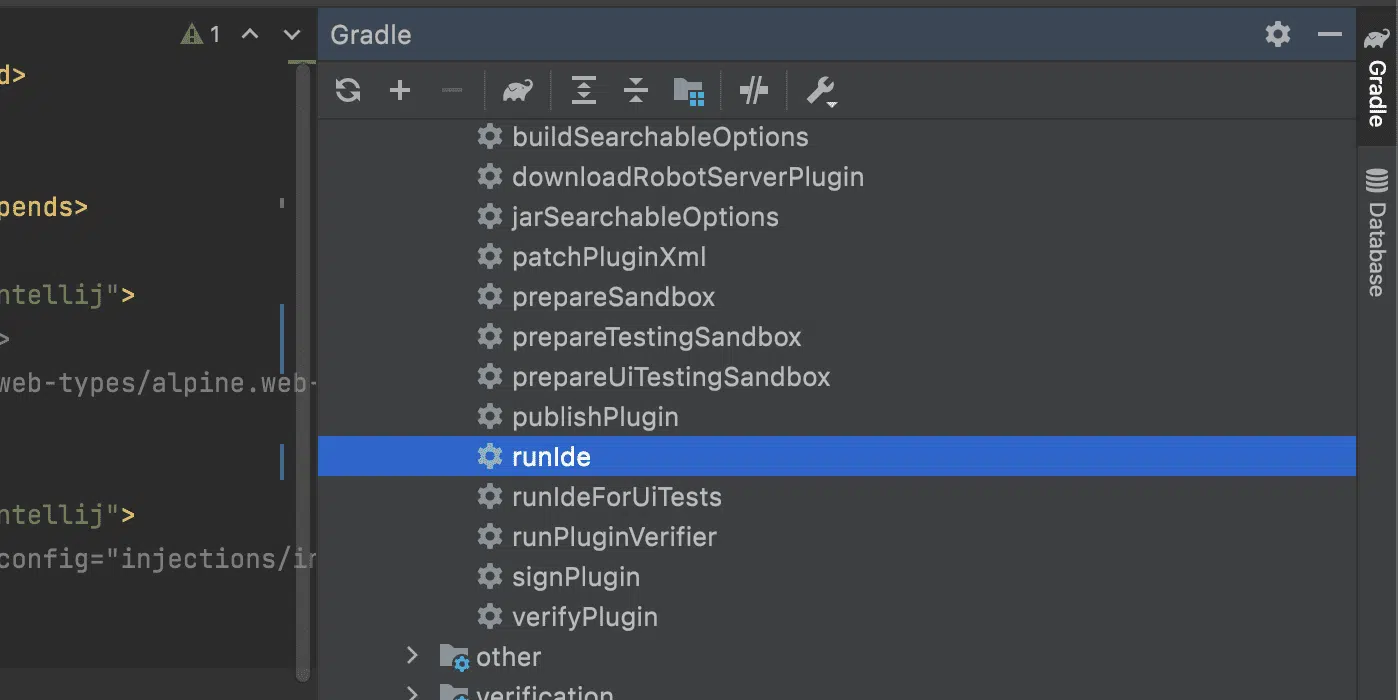 1
Gradle
d>
pends>
ntellij">
>
web-types/alpine.web-
ntellij">
config="injections/in
buildSearchableOptions
downloadRobotServerPlugin
jarSearchableOptions
patchPluginXml
prepareSandbox
prepareTestingSandbox
prepareUiTestingSandbox
publishPlugin
runIde
runIdeForUiTests
runPluginVerifier
signPlugin
verifyPlugin
other
verification
Gradle
Database